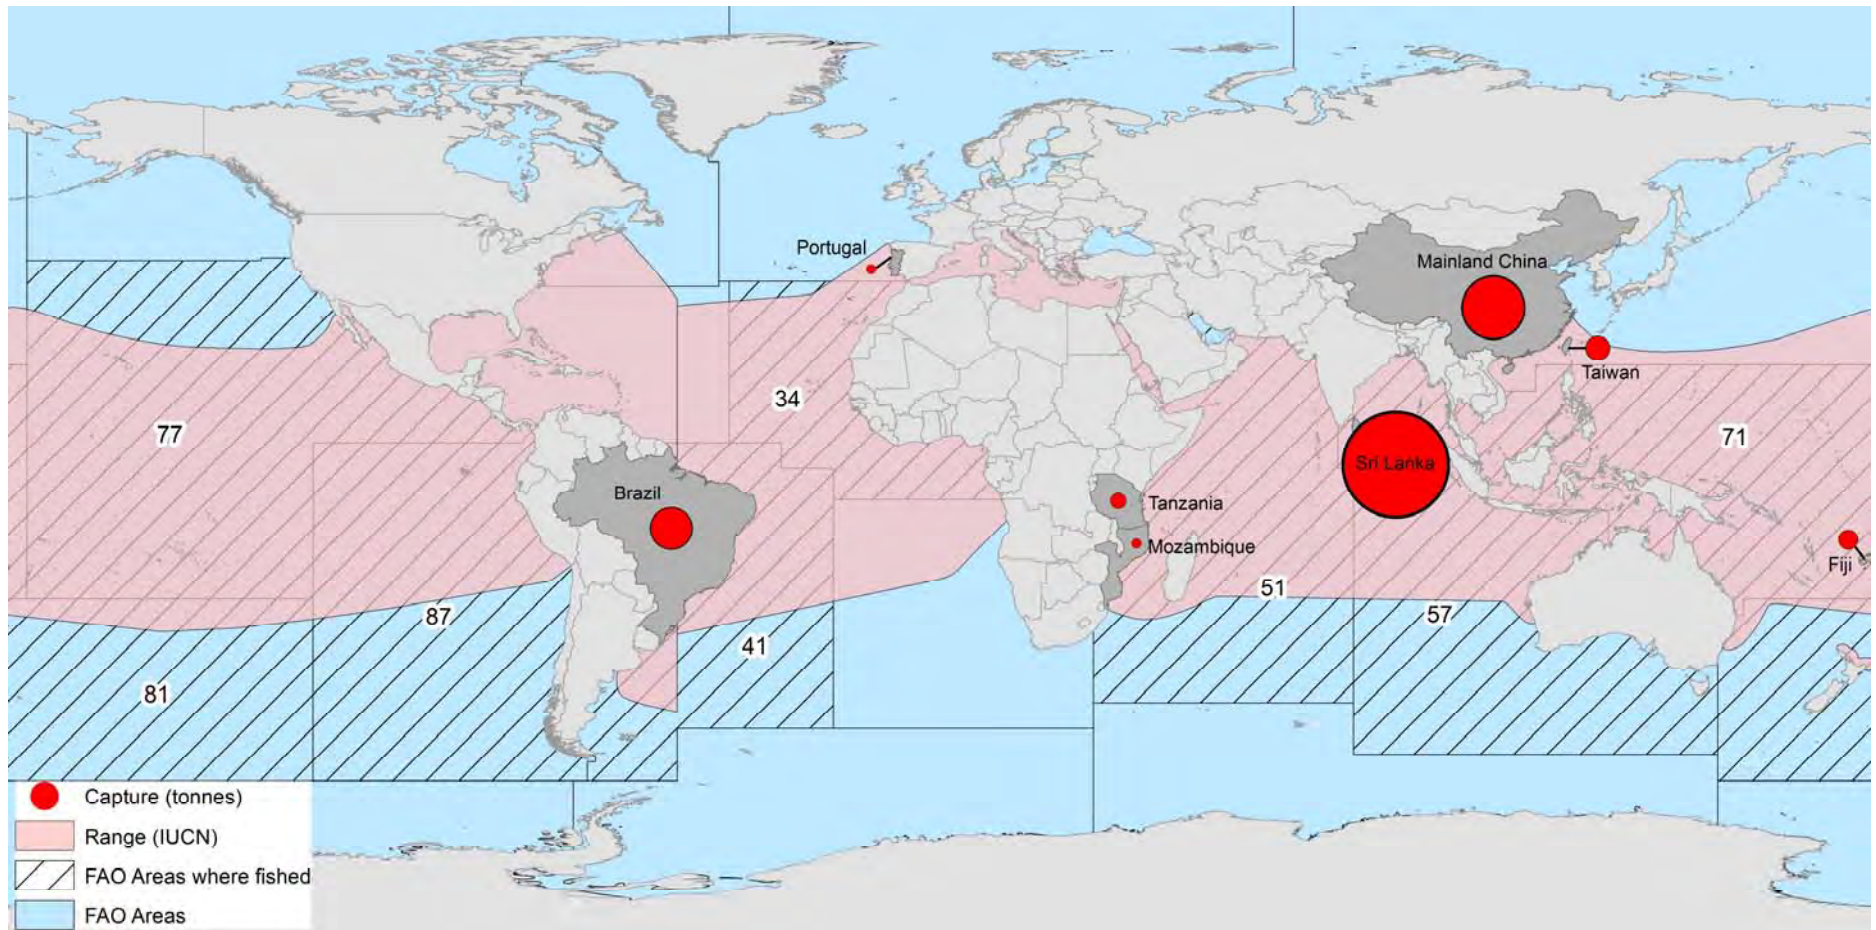 Portugal
Mainland China
Taiwan
34
77
71
Sri Lanka
Brazil
Tanzania
Mozambique
Fiji
51
87
57
41
81
Capture (tonnes)
Range (IUCN)
FAO Areas where fished
FAO Areas